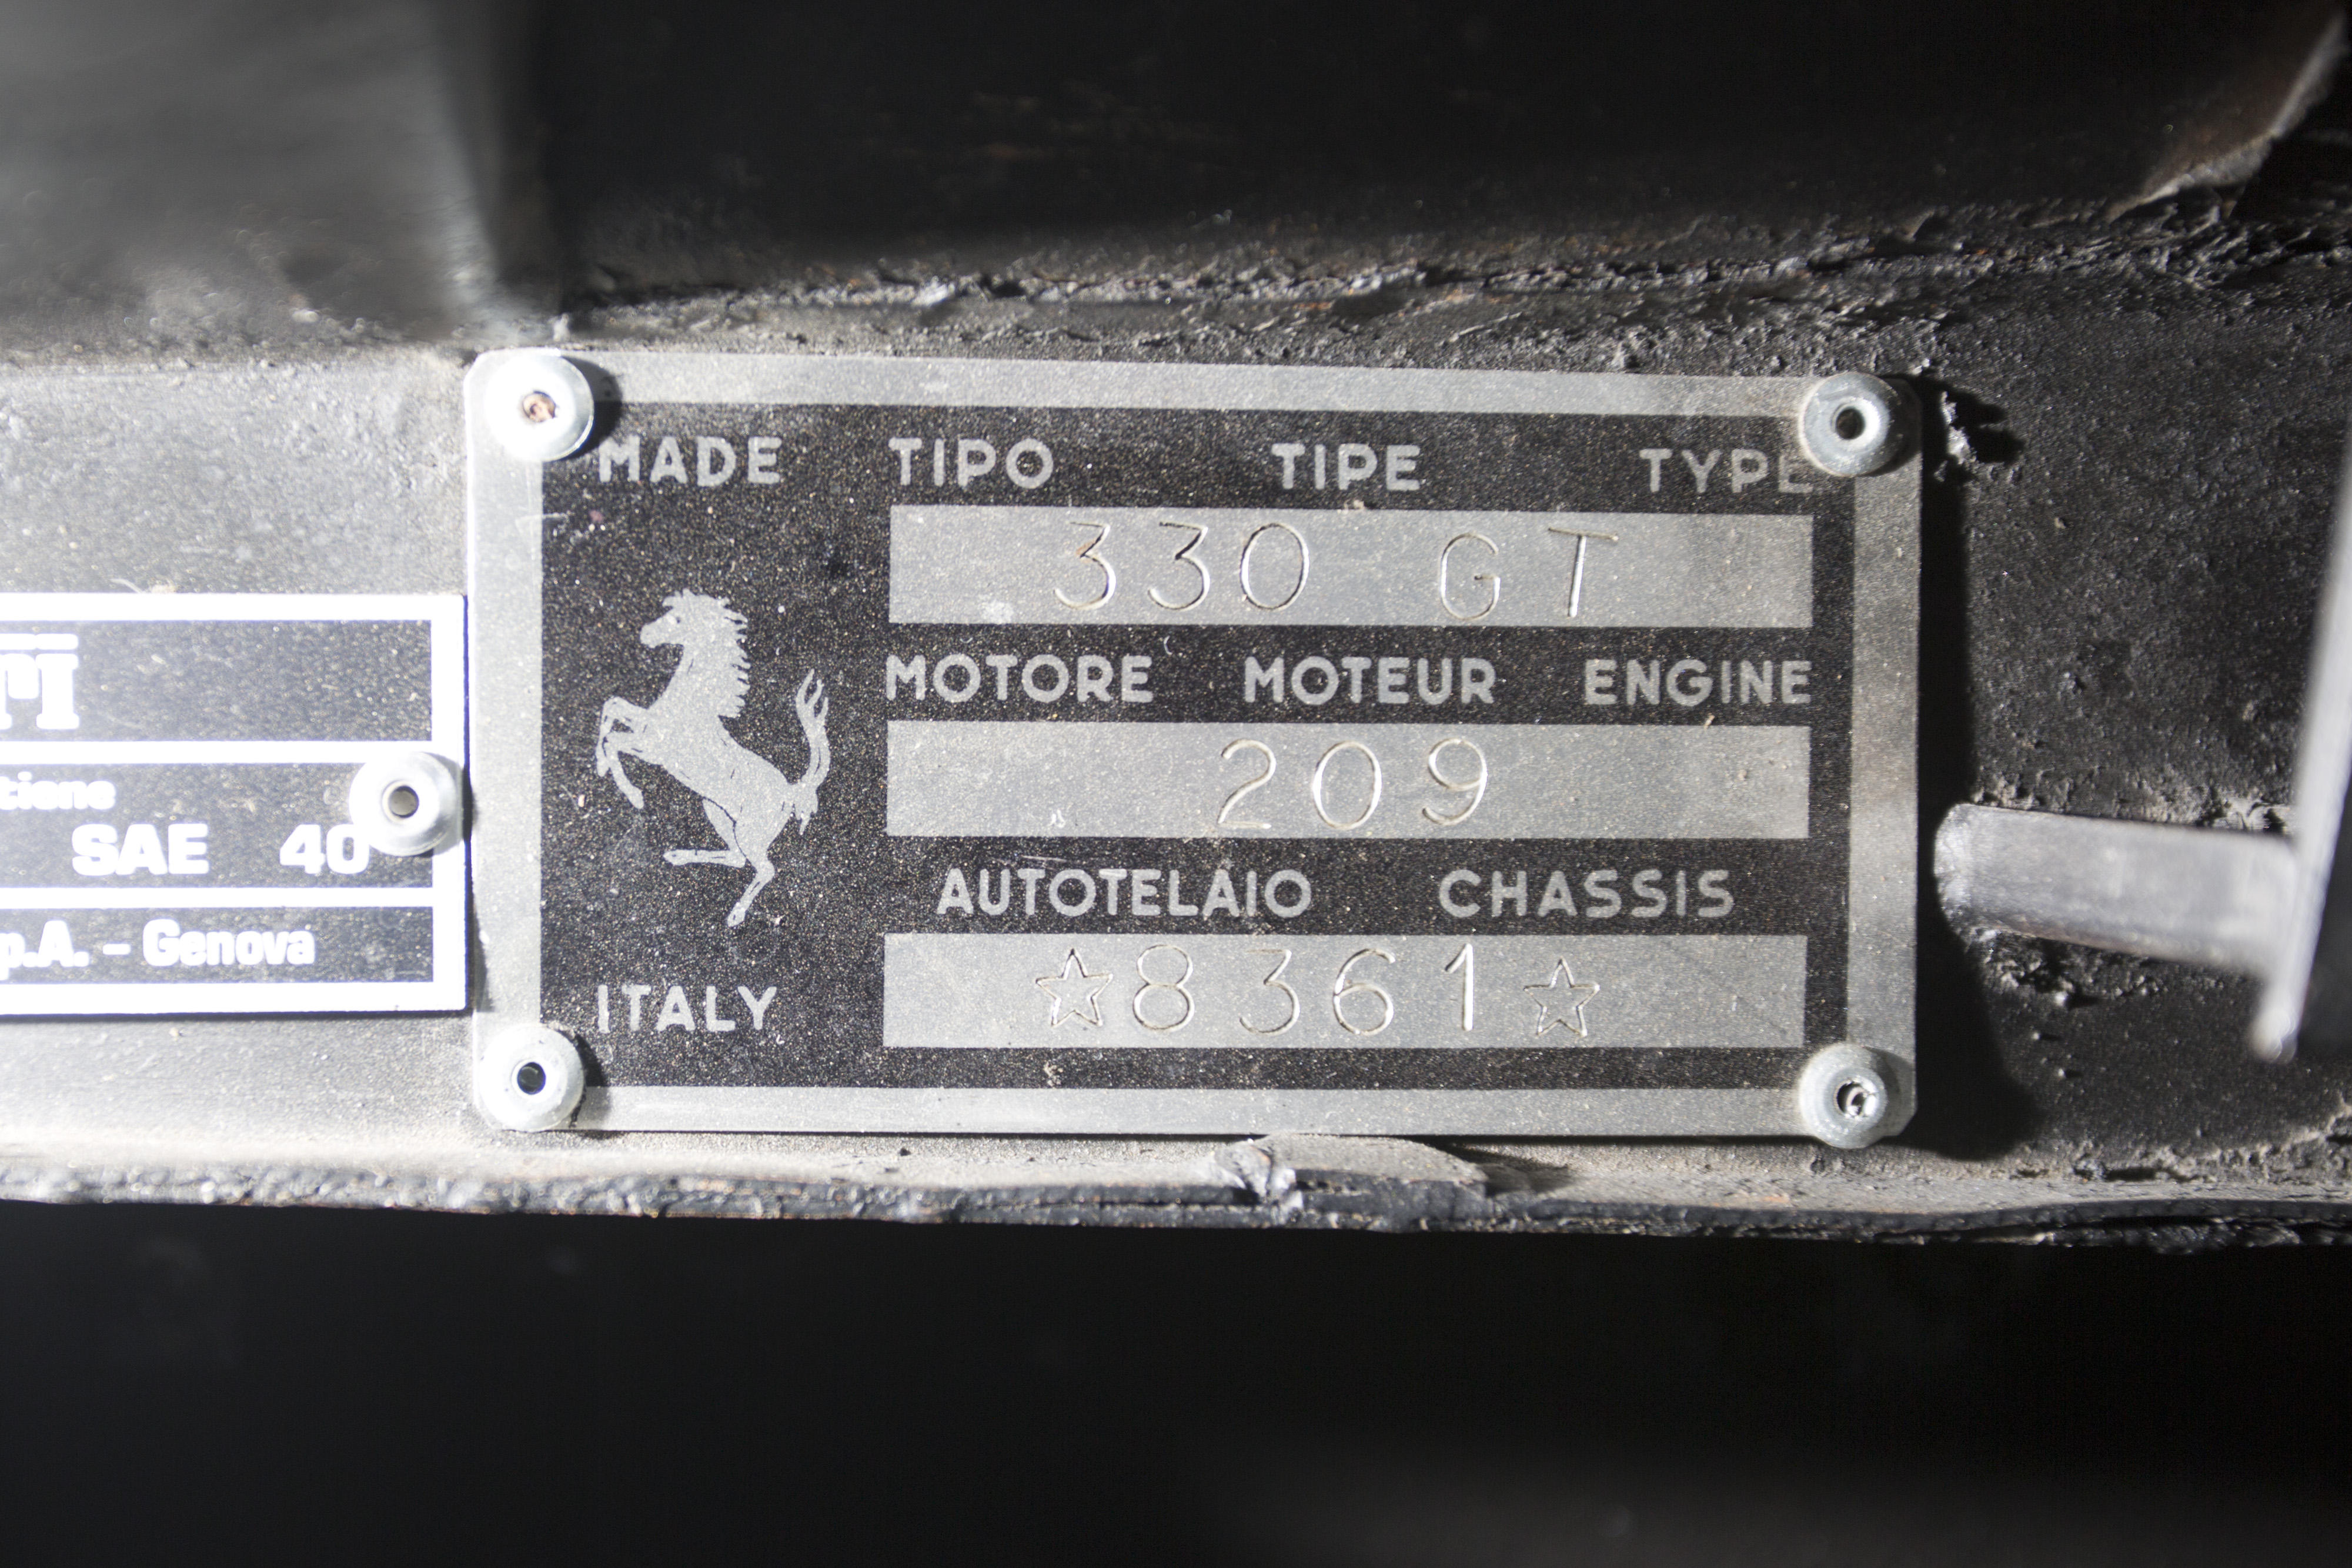 MADE TIPO TIPE TYPE
330 GT
MOTORE MOTEUR ENGINE
209
AUTOTELAIO CHASSIS
☆8361☆
ITALY
SAE 40
Genova